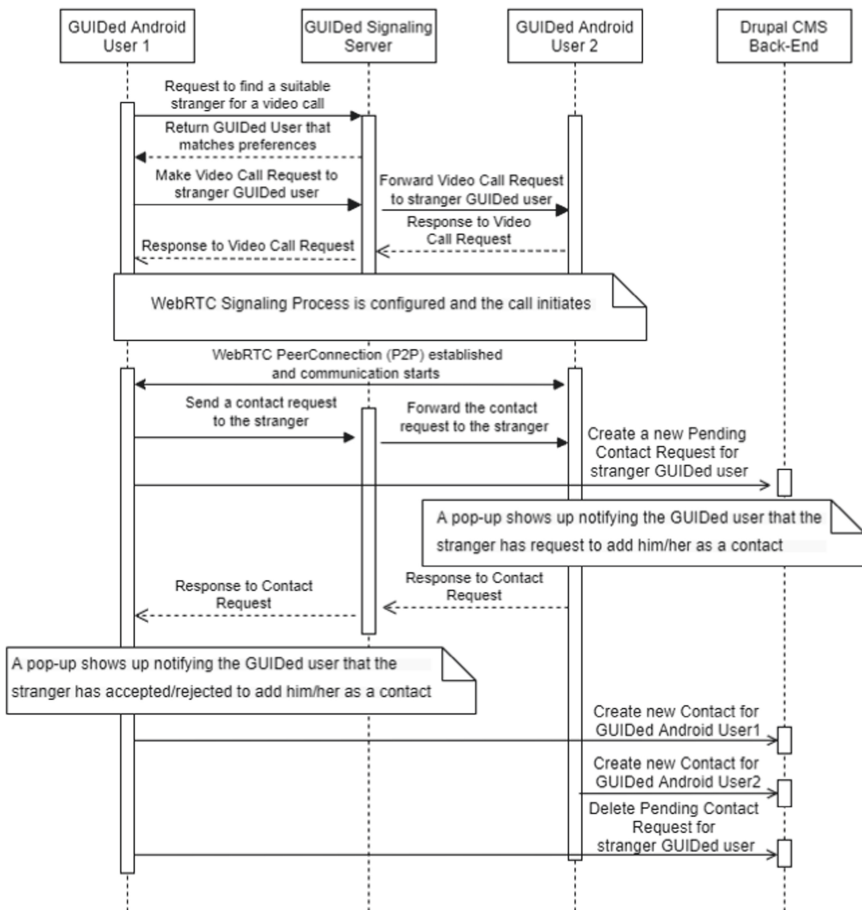 GUIDed Android
User 1
GUIDed Signaling
Server
GUIDed Android
User 2
Drupal CMS
Back-End
Request to find a suitable
stranger for a video call
Return GUIDed User that
matches preferences
Make Video Call Request to
stranger GUIDed user
Forward Video Call Request
to stranger GUIDed user
Response to Video
Call Request
Response to Video Call Request
WebRTC Signaling Process is configured and the call initiates
WebRTC PeerConnection (P2P) established
and communication starts
Send a contact request
to the stranger
Forward the contact
request to the stranger
Create a new Pending
Contact Request for
stranger GUIDed user
A pop-up shows up notifying the GUIDed user that the
stranger has request to add him/her as a contact
Response to Contact
Request
Response to Contact
Request
A pop-up shows up notifying the GUIDed user that the
stranger has accepted/rejected to add him/her as a contact
Create new Contact for
GUIDed Android User1
Create new Contact for
GUIDed Android User2
Delete Pending Contact
Request for
stranger GUIDed user